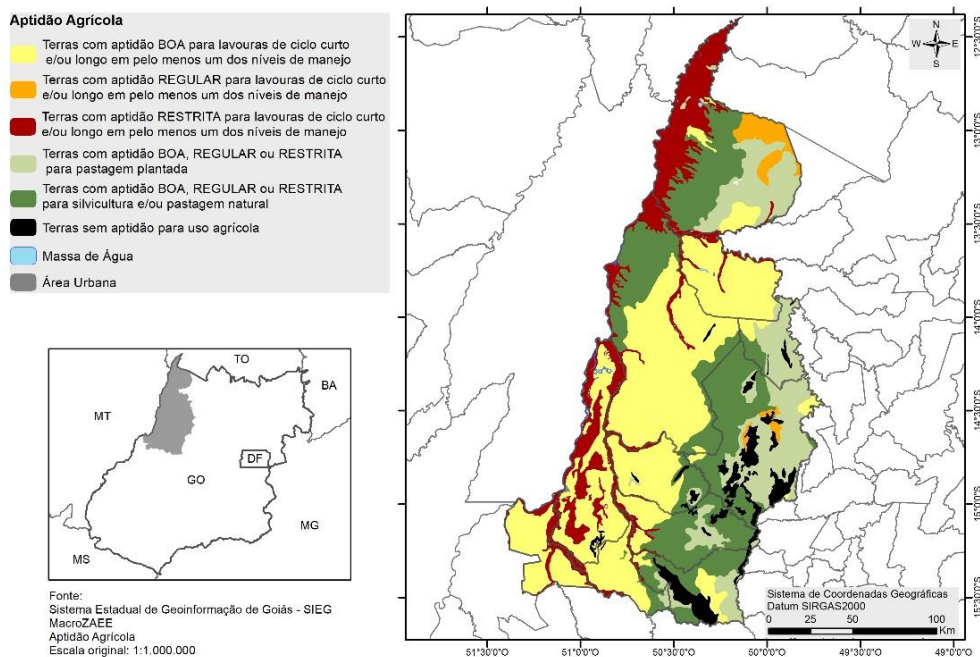 Aptidão Agrícola
Terras com aptidão BOA para lavouras de ciclo curto
e/ou longo em pelo menos um dos níveis de manejo
Terras com aptidão REGULAR para lavouras de ciclo curto
e/ou longo em pelo menos um dos níveis de manejo
Terras com aptidão RESTRITA para lavouras de ciclo curto
e/ou longo em pelo menos um dos níveis de manejo
Terras com aptidão BOA, REGULAR ou RESTRITA
para pastagem plantada
Terras com aptidão BOA, REGULAR ou RESTRITA
para silvicultura e/ou pastagem natural
Terras sem aptidão para uso agrícola
Massa de Água
Área Urbana
TO
BA
MT
DF
GO
MG
MS
Fonte:
Sistema Estadual de Geoinformação de Goiás - SIEG
MacroZAEE
Aptidão Agrícola
Escala original: 1:1.000.000
N
W E
S
12°30'0"S
13°0'0"S
13°30'0"S
14°0'0"S
14°30'0"S
15°0'0"S
15°30'0"S
Sistema de Coordenadas Geográficas
Datum SIRGAS2000
0 25 50 100
Km
51°30'0"O
51°0'0"O
50°30'0"O
50°0'0"O
49°30'0"O
49°0'0"O